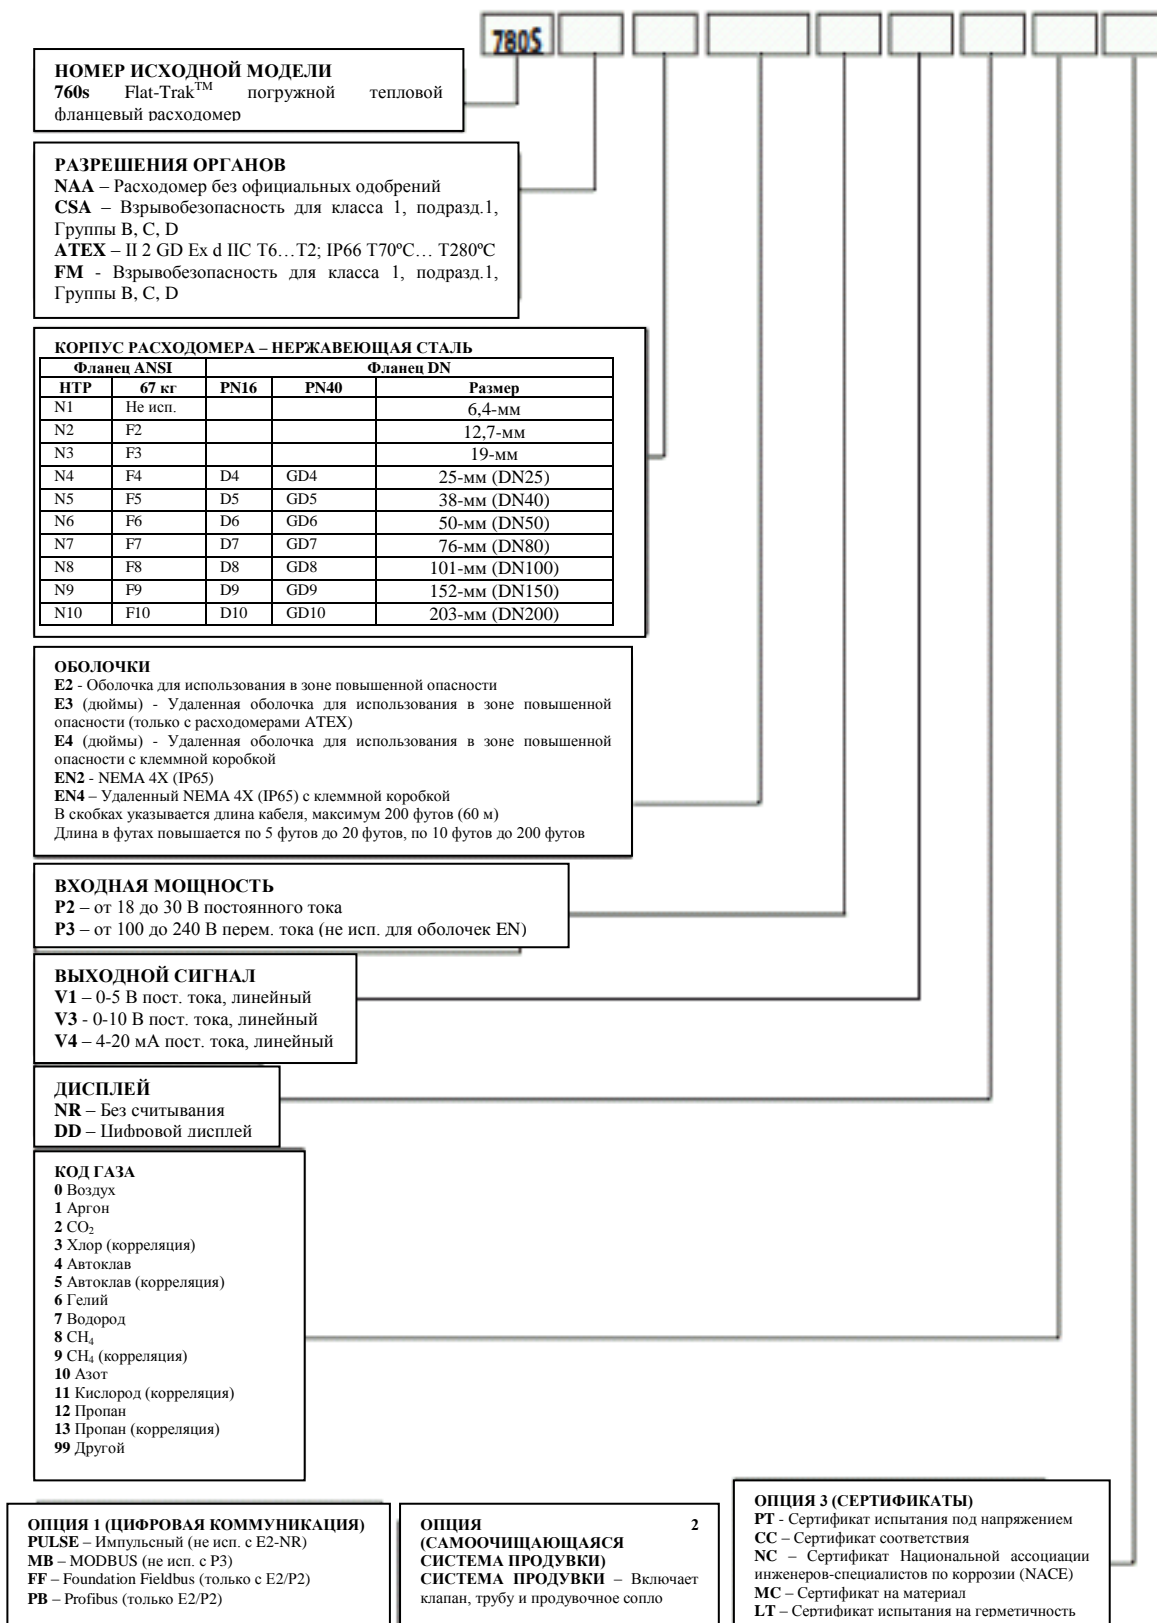 780S
НОМЕР ИСХОДНОЙ МОДЕЛИ
760s Flat-Trak™ погружной тепловой
фланцевый расходомер
РАЗРЕШЕНИЯ ОРГАНОВ
NAA – Расходомер без официальных одобрений
CSA – Взрывобезопасность для класса 1, подразд.1,
Группы B, C, D
ATEX – II 2 GD Ex d IIC T6…T2; IP66 T70ºC… T280ºC
FM - Взрывобезопасность для класса 1, подразд.1,
Группы B, C, D
КОРПУС РАСХОДОМЕРА – НЕРЖАВЕЮЩАЯ СТАЛЬ
Фланец ANSI Фланец DN
НТР 67 кг PN16 PN40 Размер
N1 Не исп. 6,4-мм
N2 F2 12,7-мм
N3 F3 19-мм
N4 F4 D4 GD4 25-мм (DN25)
N5 F5 D5 GD5 38-мм (DN40)
N6 F6 D6 GD6 50-мм (DN50)
N7 F7 D7 GD7 76-мм (DN80)
N8 F8 D8 GD8 101-мм (DN100)
N9 F9 D9 GD9 152-мм (DN150)
N10 F10 D10 GD10 203-мм (DN200)
ОБОЛОЧКИ
E2 - Оболочка для использования в зоне повышенной опасности
E3 (дюймы) - Удаленная оболочка для использования в зоне повышенной
опасности (только с расходомерами ATEX)
E4 (дюймы) - Удаленная оболочка для использования в зоне повышенной
опасности с клеммной коробкой
EN2 - NEMA 4X (IP65)
EN4 – Удаленный NEMA 4X (IP65) с клеммной коробкой
В скобках указывается длина кабеля, максимум 200 футов (60 м)
Длина в футах повышается по 5 футов до 20 футов, по 10 футов до 200 футов
ВХОДНАЯ МОЩНОСТЬ
P2 – от 18 до 30 В постоянного тока
P3 – от 100 до 240 В перем. тока (не исп. для оболочек EN)
ВЫХОДНОЙ СИГНАЛ
V1 – 0-5 В пост. тока, линейный
V3 - 0-10 В пост. тока, линейный
V4 – 4-20 мА пост. тока, линейный
ДИСПЛЕЙ
NR – Без считывания
DD – Цифровой дисплей
КОД ГАЗА
0 Воздух
1 Аргон
2 CO₂
3 Хлор (корреляция)
4 Автоклав
5 Автоклав (корреляция)
6 Гелий
7 Водород
8 CH₄
9 CH₄ (корреляция)
10 Азот
11 Кислород (корреляция)
12 Пропан
13 Пропан (корреляция)
99 Другой
ОПЦИЯ 1 (ЦИФРОВАЯ КОММУНИКАЦИЯ)
PULSE – Импульсный (не исп. с E2-NR)
MB – MODBUS (не исп. с P3)
FF – Foundation Fieldbus (только с E2/P2)
PB – Profibus (только E2/P2)
ОПЦИЯ 2
(САМООЧИЩАЮЩАЯСЯ
СИСТЕМА ПРОДУВКИ)
СИСТЕМА ПРОДУВКИ – Включает
клапан, трубу и продувочное сопло
ОПЦИЯ 3 (СЕРТИФИКАТЫ)
PT - Сертификат испытания под напряжением
CC – Сертификат соответствия
NC – Сертификат Национальной ассоциации
инженеров-специалистов по коррозии (NACE)
MC – Сертификат на материал
LT – Сертификат испытания на герметичность